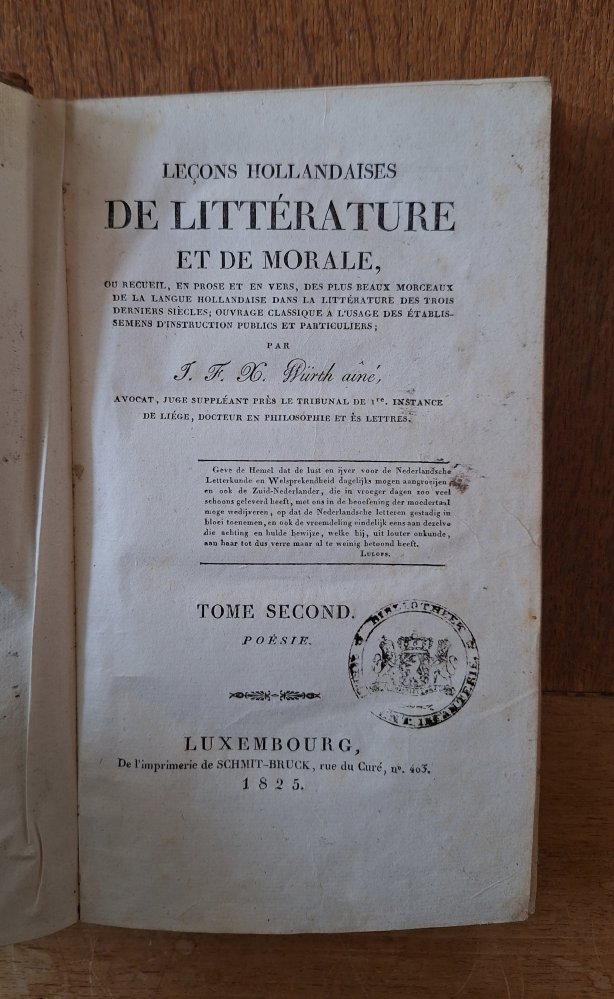 LEÇONS HOLLANDAISES
DE LITTÉRATURE
ET DE MORALE,
OU RECUEIL, EN PROSE ET EN VERS, DES PLUS BEAUX MORCEAUX
DE LA LANGUE HOLLANDAISE DANS LA LITTÉRATURE DES TROIS
DERNIERS SIÈCLES; OUVRAGE CLASSIQUE A L'USAGE DES ÉTABLIS-
SEMENS D'INSTRUCTION PUBLICS ET PARTICULIERS;
PAR
J. F. X. Würth aîné,
AVOCAT, JUGE SUPPLÉANT PRÈS LE TRIBUNAL DE 1re. INSTANCE
DE LIÉGE, DOCTEUR EN PHILOSOPHIE ET ÈS LETTRES.
Geve de Hemel dat de lust en ijver voor de Nederlandsche
Letterkunde en Welsprekendheid dagelijks mogen aangroeijen
en ook de Zuid-Nederlander, die in vroeger dagen zoo veel
schoons geleverd heeft, met ons in de beoefening der moedertaal
moge wedijveren, op dat de Nederlandsche letteren gestadig in
bloei toenemen, en ook de vreemdeling eindelijk eens aan dezelve
die achting en hulde bewijze, welke hij, uit louter onkunde,
aan haar tot dus verre maar al te weinig betoond heeft.
LULOFS.
TOME SECOND.
POÉSIE.
BIBLIOTHEEK
INFANTERIE.
LUXEMBOURG,
De l'imprimerie de SCHMIT-BRUCK, rue du Curé, no. 403.
1825.